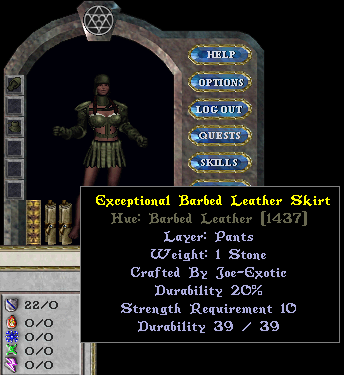 HELP
OPTIONS
LOG OUT
QUESTS
SKILLS
Exceptional Barbed Leather Skirt
Hue: Barbed Leather [1437]
Layer: Pants
Weight: 1 Stone
Crafted By Joe-Exotic
Durability 20%
Strength Requirement 10
Durability 39 / 39
22/0
0/0
0/0
0/0
0/0